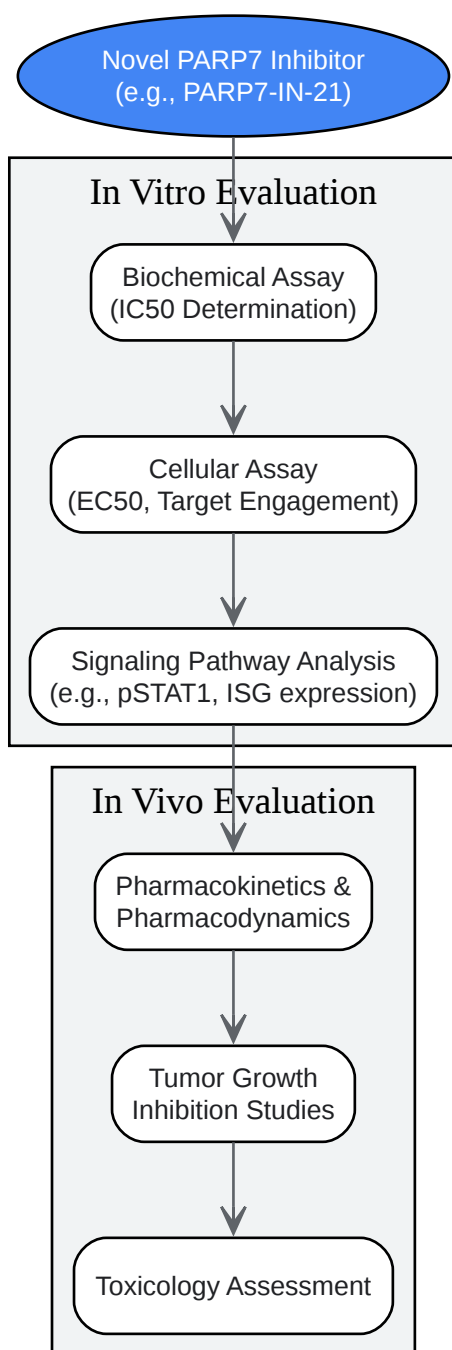 Novel PARP7 Inhibitor
(e.g., PARP7-IN-21)
In Vitro Evaluation
Biochemical Assay
(IC50 Determination)
Cellular Assay
(EC50, Target Engagement)
Signaling Pathway Analysis
(e.g., pSTAT1, ISG expression)
In Vivo Evaluation
Pharmacokinetics &
Pharmacodynamics
Tumor Growth
Inhibition Studies
Toxicology Assessment